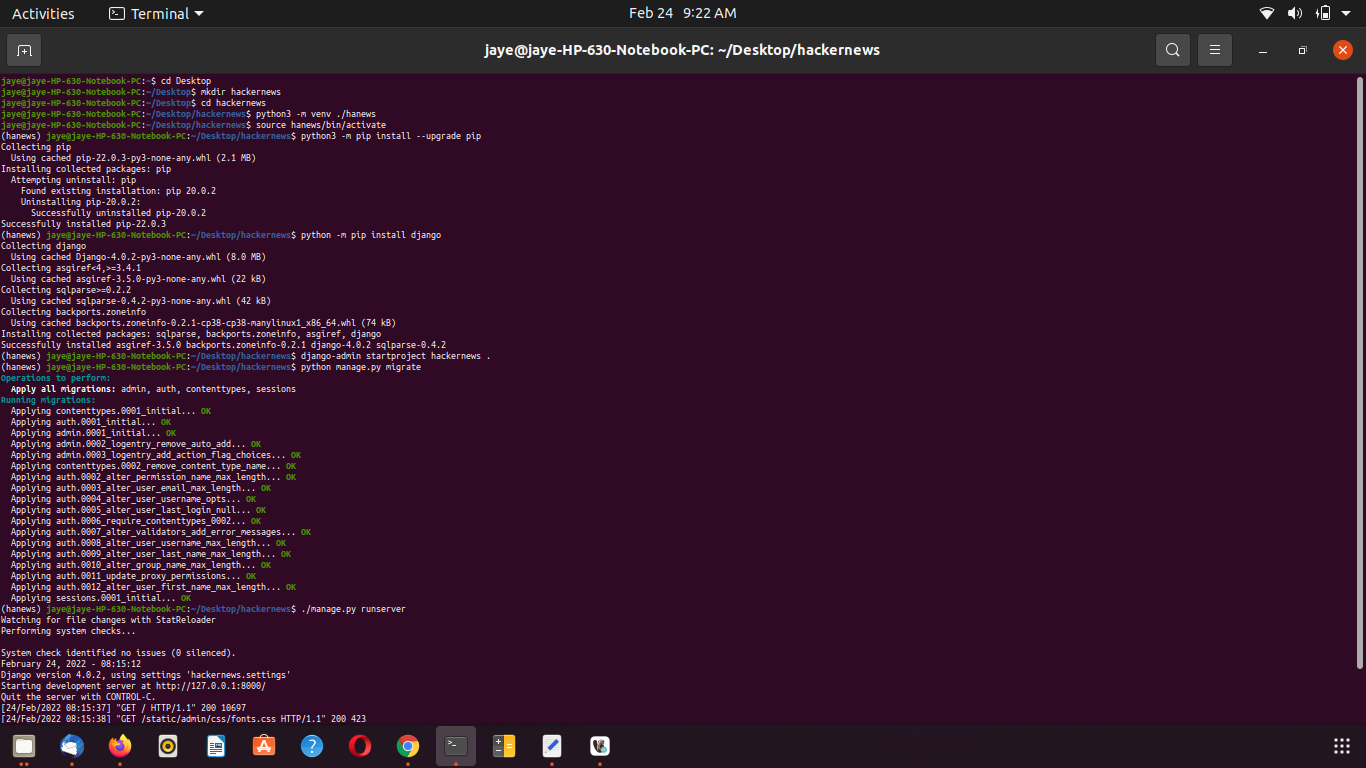 Activities
Terminal
Feb 24 9:22 AM
jaye@jaye-HP-630-Notebook-PC: ~/Desktop/hackernews
jaye@jaye-HP-630-Notebook-PC:~$ cd Desktop
jaye@jaye-HP-630-Notebook-PC:~/Desktop$ mkdir hackernews
jaye@jaye-HP-630-Notebook-PC:~/Desktop$ cd hackernews
jaye@jaye-HP-630-Notebook-PC:~/Desktop/hackernews$ python3 -m venv ./hanews
jaye@jaye-HP-630-Notebook-PC:~/Desktop/hackernews$ source hanews/bin/activate
(hanews) jaye@jaye-HP-630-Notebook-PC:~/Desktop/hackernews$ python3 -m pip install --upgrade pip
Collecting pip
  Using cached pip-22.0.3-py3-none-any.whl (2.1 MB)
Installing collected packages: pip
  Attempting uninstall: pip
    Found existing installation: pip 20.0.2
    Uninstalling pip-20.0.2:
      Successfully uninstalled pip-20.0.2
Successfully installed pip-22.0.3
(hanews) jaye@jaye-HP-630-Notebook-PC:~/Desktop/hackernews$ python -m pip install django
Collecting django
  Using cached Django-4.0.2-py3-none-any.whl (8.0 MB)
Collecting asgiref<4,>=3.4.1
  Using cached asgiref-3.5.0-py3-none-any.whl (22 kB)
Collecting sqlparse>=0.2.2
  Using cached sqlparse-0.4.2-py3-none-any.whl (42 kB)
Collecting backports.zoneinfo
  Using cached backports.zoneinfo-0.2.1-cp38-cp38-manylinux1_x86_64.whl (74 kB)
Installing collected packages: sqlparse, backports.zoneinfo, asgiref, django
Successfully installed asgiref-3.5.0 backports.zoneinfo-0.2.1 django-4.0.2 sqlparse-0.4.2
(hanews) jaye@jaye-HP-630-Notebook-PC:~/Desktop/hackernews$ django-admin startproject hackernews .
(hanews) jaye@jaye-HP-630-Notebook-PC:~/Desktop/hackernews$ python manage.py migrate
Operations to perform:
  Apply all migrations: admin, auth, contenttypes, sessions
Running migrations:
  Applying contenttypes.0001_initial... OK
  Applying auth.0001_initial... OK
  Applying admin.0001_initial... OK
  Applying admin.0002_logentry_remove_auto_add... OK
  Applying admin.0003_logentry_add_action_flag_choices... OK
  Applying contenttypes.0002_remove_content_type_name... OK
  Applying auth.0002_alter_permission_name_max_length... OK
  Applying auth.0003_alter_user_email_max_length... OK
  Applying auth.0004_alter_user_username_opts... OK
  Applying auth.0005_alter_user_last_login_null... OK
  Applying auth.0006_require_contenttypes_0002... OK
  Applying auth.0007_alter_validators_add_error_messages... OK
  Applying auth.0008_alter_user_username_max_length... OK
  Applying auth.0009_alter_user_last_name_max_length... OK
  Applying auth.0010_alter_group_name_max_length... OK
  Applying auth.0011_update_proxy_permissions... OK
  Applying auth.0012_alter_user_first_name_max_length... OK
  Applying sessions.0001_initial... OK
(hanews) jaye@jaye-HP-630-Notebook-PC:~/Desktop/hackernews$ ./manage.py runserver
Watching for file changes with StatReloader
Performing system checks...

System check identified no issues (0 silenced).
February 24, 2022 - 08:15:12
Django version 4.0.2, using settings 'hackernews.settings'
Starting development server at http://127.0.0.1:8000/
Quit the server with CONTROL-C.
[24/Feb/2022 08:15:37] "GET / HTTP/1.1" 200 10697
[24/Feb/2022 08:15:38] "GET /static/admin/css/fonts.css HTTP/1.1" 200 423